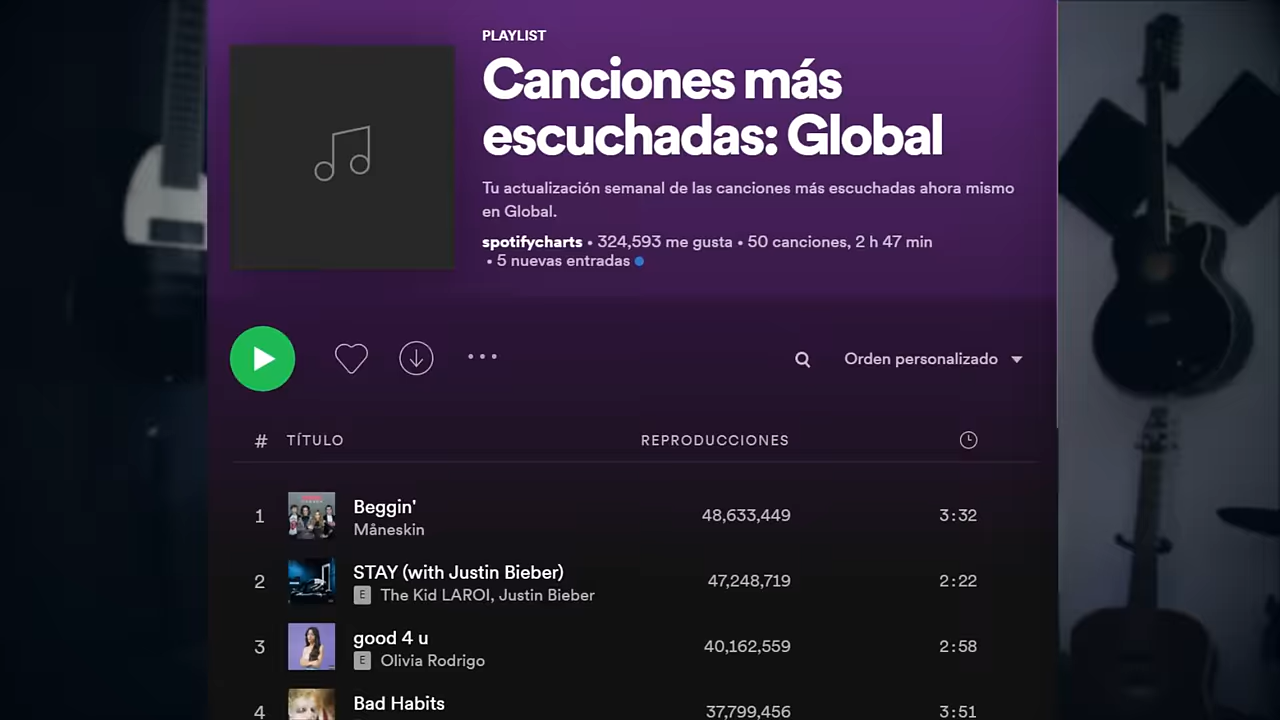 PLAYLIST
Canciones más
escuchadas: Global
Tu actualización semanal de las canciones más escuchadas ahora mismo
en Global.
spotifycharts • 324,593 me gusta • 50 canciones, 2 h 47 min
• 5 nuevas entradas
Orden personalizado
# TÍTULO REPRODUCCIONES
1 Beggin' 48,633,449 3:32
Måneskin
2 STAY (with Justin Bieber) 47,248,719 2:22
E The Kid LAROI, Justin Bieber
3 good 4 u 40,162,559 2:58
E Olivia Rodrigo
4 Bad Habits 37,799,456 3:51